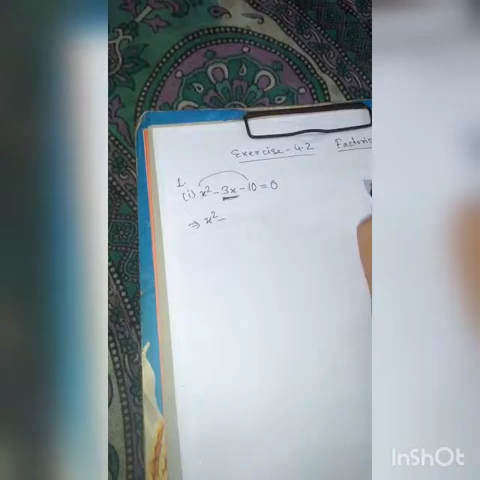 Exercise - 4.2
1.
(i) x² - 3x - 10 = 0
⇒ x² -
InShOt